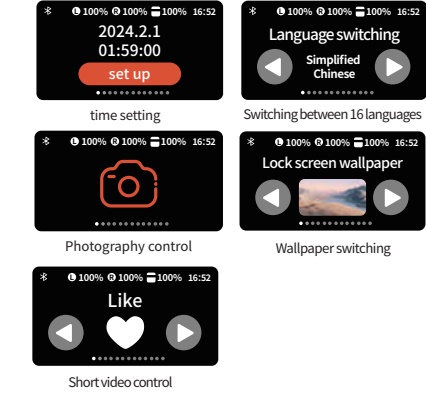 L 100% R 100% 100% 16:52
2024.2.1
01:59:00
set up
time setting
L 100% R 100% 100% 16:52
Language switching
Simplified
Chinese
Switching between 16 languages
L 100% R 100% 100% 16:52
Photography control
L 100% R 100% 100% 16:52
Lock screen wallpaper
Wallpaper switching
L 100% R 100% 100% 16:52
Like
Short video control